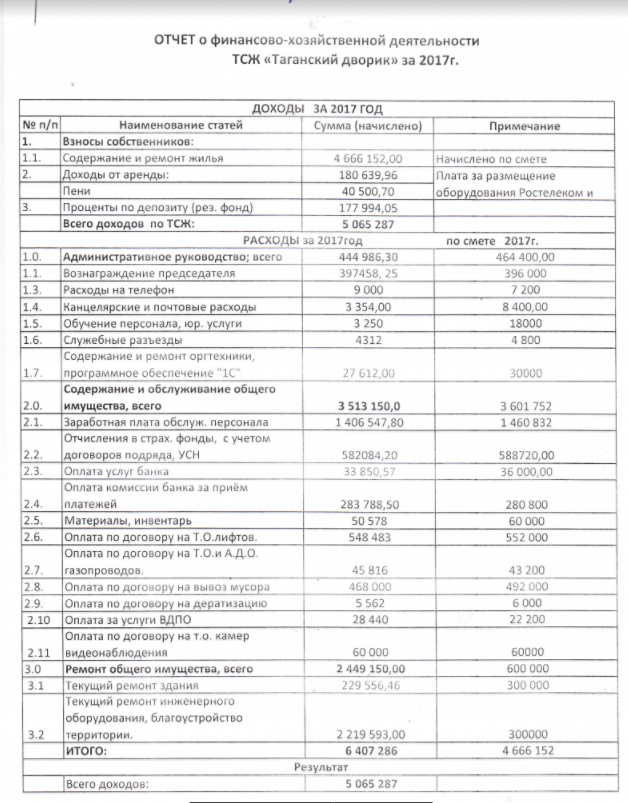 ОТЧЕТ о финансово-хозяйственной деятельности
ТСЖ «Таганский дворик» за 2017г.
ДОХОДЫ ЗА 2017 ГОД
№ п/п Наименование статей Сумма (начислено) Примечание
1. Взносы собственников:
1.1. Содержание и ремонт жилья 4 666 152,00 Начислено по смете
2. Доходы от аренды: 180 639,96 Плата за размещение
Пени 40 500,70 оборудования Ростелеком и
3. Проценты по депозиту (рез. фонд) 177 994,05
Всего доходов по ТСЖ: 5 065 287
РАСХОДЫ за 2017год по смете 2017г.
1.0. Административное руководство; всего 444 986,30 464 400,00
1.1. Вознаграждение председателя 397458, 25 396 000
1.3. Расходы на телефон 9 000 7 200
1.4. Канцелярские и почтовые расходы 3 354,00 8 400,00
1.5. Обучение персонала, юр. услуги 3 250 18000
1.6. Служебные разъезды 4312 4 800
Содержание и ремонт оргтехники,
1.7. программное обеспечение "1С" 27 612,00 30000
Содержание и обслуживание общего
2.0. имущества, всего 3 513 150,0 3 601 752
2.1. Заработная плата обслуж. персонала 1 406 547,80 1 460 832
Отчисления в страх. фонды, с учетом
2.2. договоров подряда, УСН 582084,20 588720,00
2.3. Оплата услуг банка 33 850,57 36 000,00
Оплата комиссии банка за приём
2.4. платежей 283 788,50 280 800
2.5. Материалы, инвентарь 50 578 60 000
2.6. Оплата по договору на Т.О.лифтов. 548 483 552 000
Оплата по договору на Т.О.и А.Д.О.
2.7. газопроводов. 45 816 43 200
2.8. Оплата по договору на вывоз мусора 468 000 492 000
2.9. Оплата по договору на дератизацию 5 562 6 000
2.10 Оплата за услуги ВДПО 28 440 22 200
Оплата по договору на т.о. камер
2.11 видеонаблюдения 60 000 60000
3.0 Ремонт общего имущества, всего 2 449 150,00 600 000
3.1 Текущий ремонт здания 229 556,46 300 000
Текущий ремонт инженерного
оборудования, благоустройство
3.2 территории. 2 219 593,00 300000
ИТОГО: 6 407 286 4 666 152
Результат
Всего доходов: 5 065 287